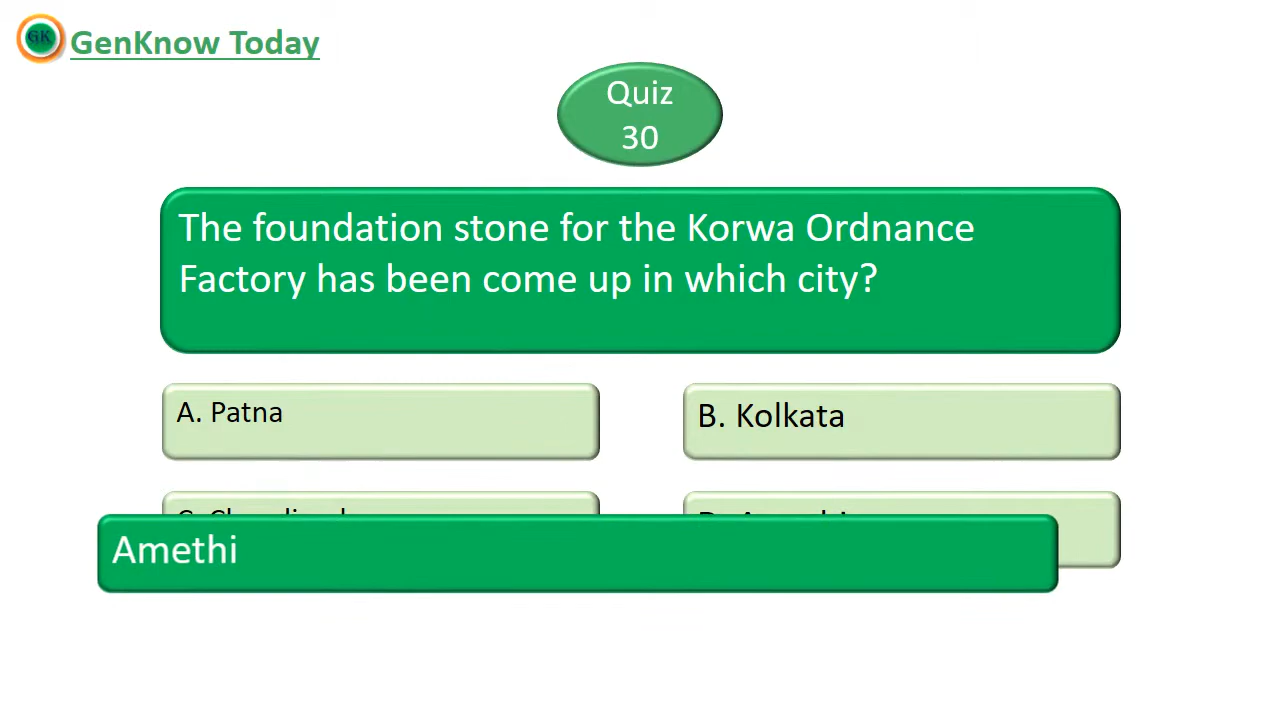 GK
GenKnow Today
Quiz
30
The foundation stone for the Korwa Ordnance
Factory has been come up in which city?
A. Patna
B. Kolkata
Amethi